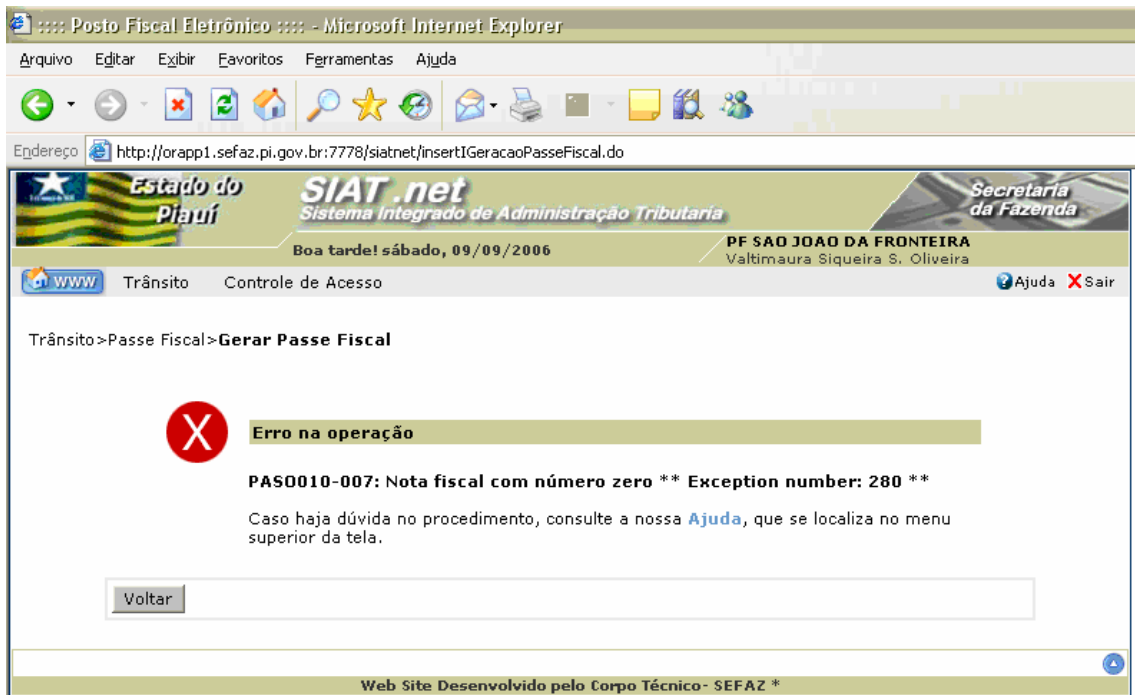 :::: Posto Fiscal Eletrônico :::: - Microsoft Internet Explorer
Arquivo Editar Exibir Favoritos Ferramentas Ajuda
Endereço http://orapp1.sefaz.pi.gov.br:7778/siatnet/insertIGeracaoPasseFiscal.do
Estado do Piauí
SIAT.net
Sistema Integrado de Administração Tributaria
Secretaria da Fazenda
Boa tarde! sábado, 09/09/2006
PF SAO JOAO DA FRONTEIRA
Valtimaura Siqueira S. Oliveira
www Trânsito Controle de Acesso Ajuda Sair
Trânsito>Passe Fiscal>Gerar Passe Fiscal
X
Erro na operação
PASO010-007: Nota fiscal com número zero ** Exception number: 280 **
Caso haja dúvida no procedimento, consulte a nossa Ajuda, que se localiza no menu
superior da tela.
Voltar
Web Site Desenvolvido pelo Corpo Técnico- SEFAZ *